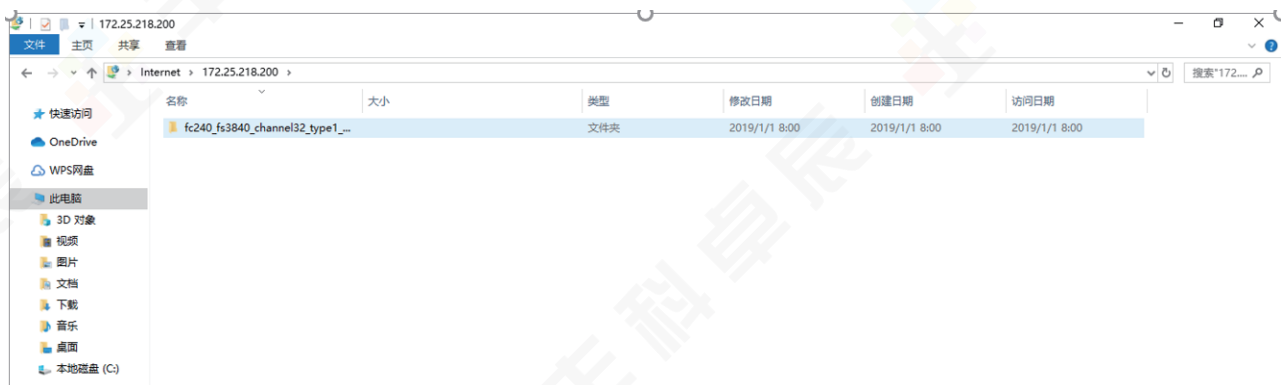 172.25.218.200
文件 主页 共享 查看
Internet › 172.25.218.200 › 搜索"172....
名称 大小 类型 修改日期 创建日期 访问日期
fc240_fs3840_channel32_type1_... 文件夹 2019/1/1 8:00 2019/1/1 8:00 2019/1/1 8:00
快速访问
OneDrive
WPS网盘
此电脑
3D 对象
视频
图片
文档
下载
音乐
桌面
本地磁盘 (C:)
科卓辰